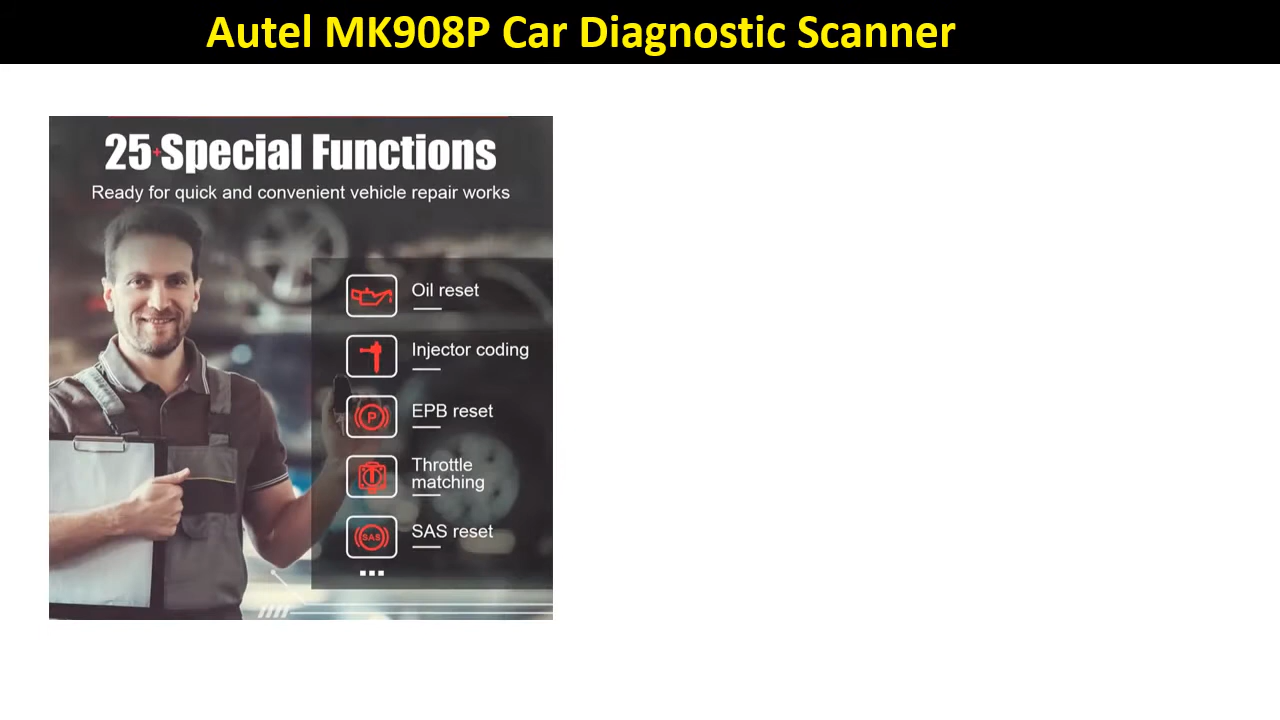 Autel MK908P Car Diagnostic Scanner
25+Special Functions
Ready for quick and convenient vehicle repair works
Oil reset
Injector coding
P
EPB reset
Throttle
matching
SAS
SAS reset